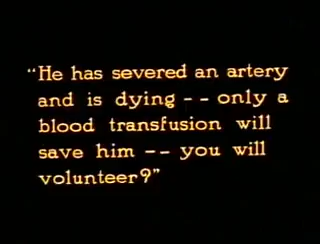 "He has severed an artery
and is dying -- only a
blood transfusion will
save him -- you will
volunteer?"